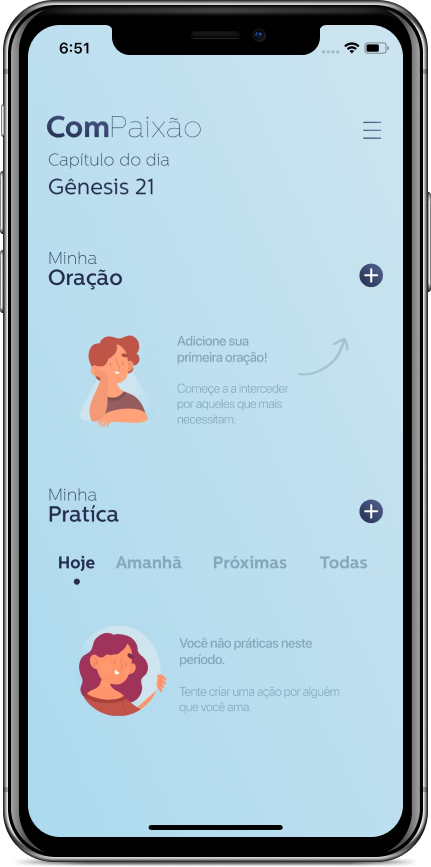 6:51
ComPaixão
Capítulo do dia
Gênesis 21
Minha
Oração
Adicione sua
primeira oração!
Começe a a interceder
por aqueles que mais
necessitam.
Minha
Pratíca
Hoje Amanhã Próximas Todas
Você não práticas neste
período.
Tente criar uma ação por alguém
que você ama.